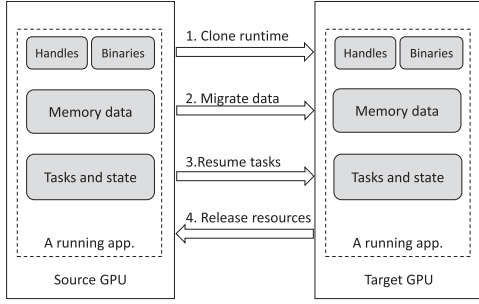 1. Clone runtime
Handles Binaries
Handles Binaries
2. Migrate data
Memory data
Memory data
3.Resume tasks
Tasks and state
Tasks and state
4. Release resources
A running app.
A running app.
Source GPU
Target GPU